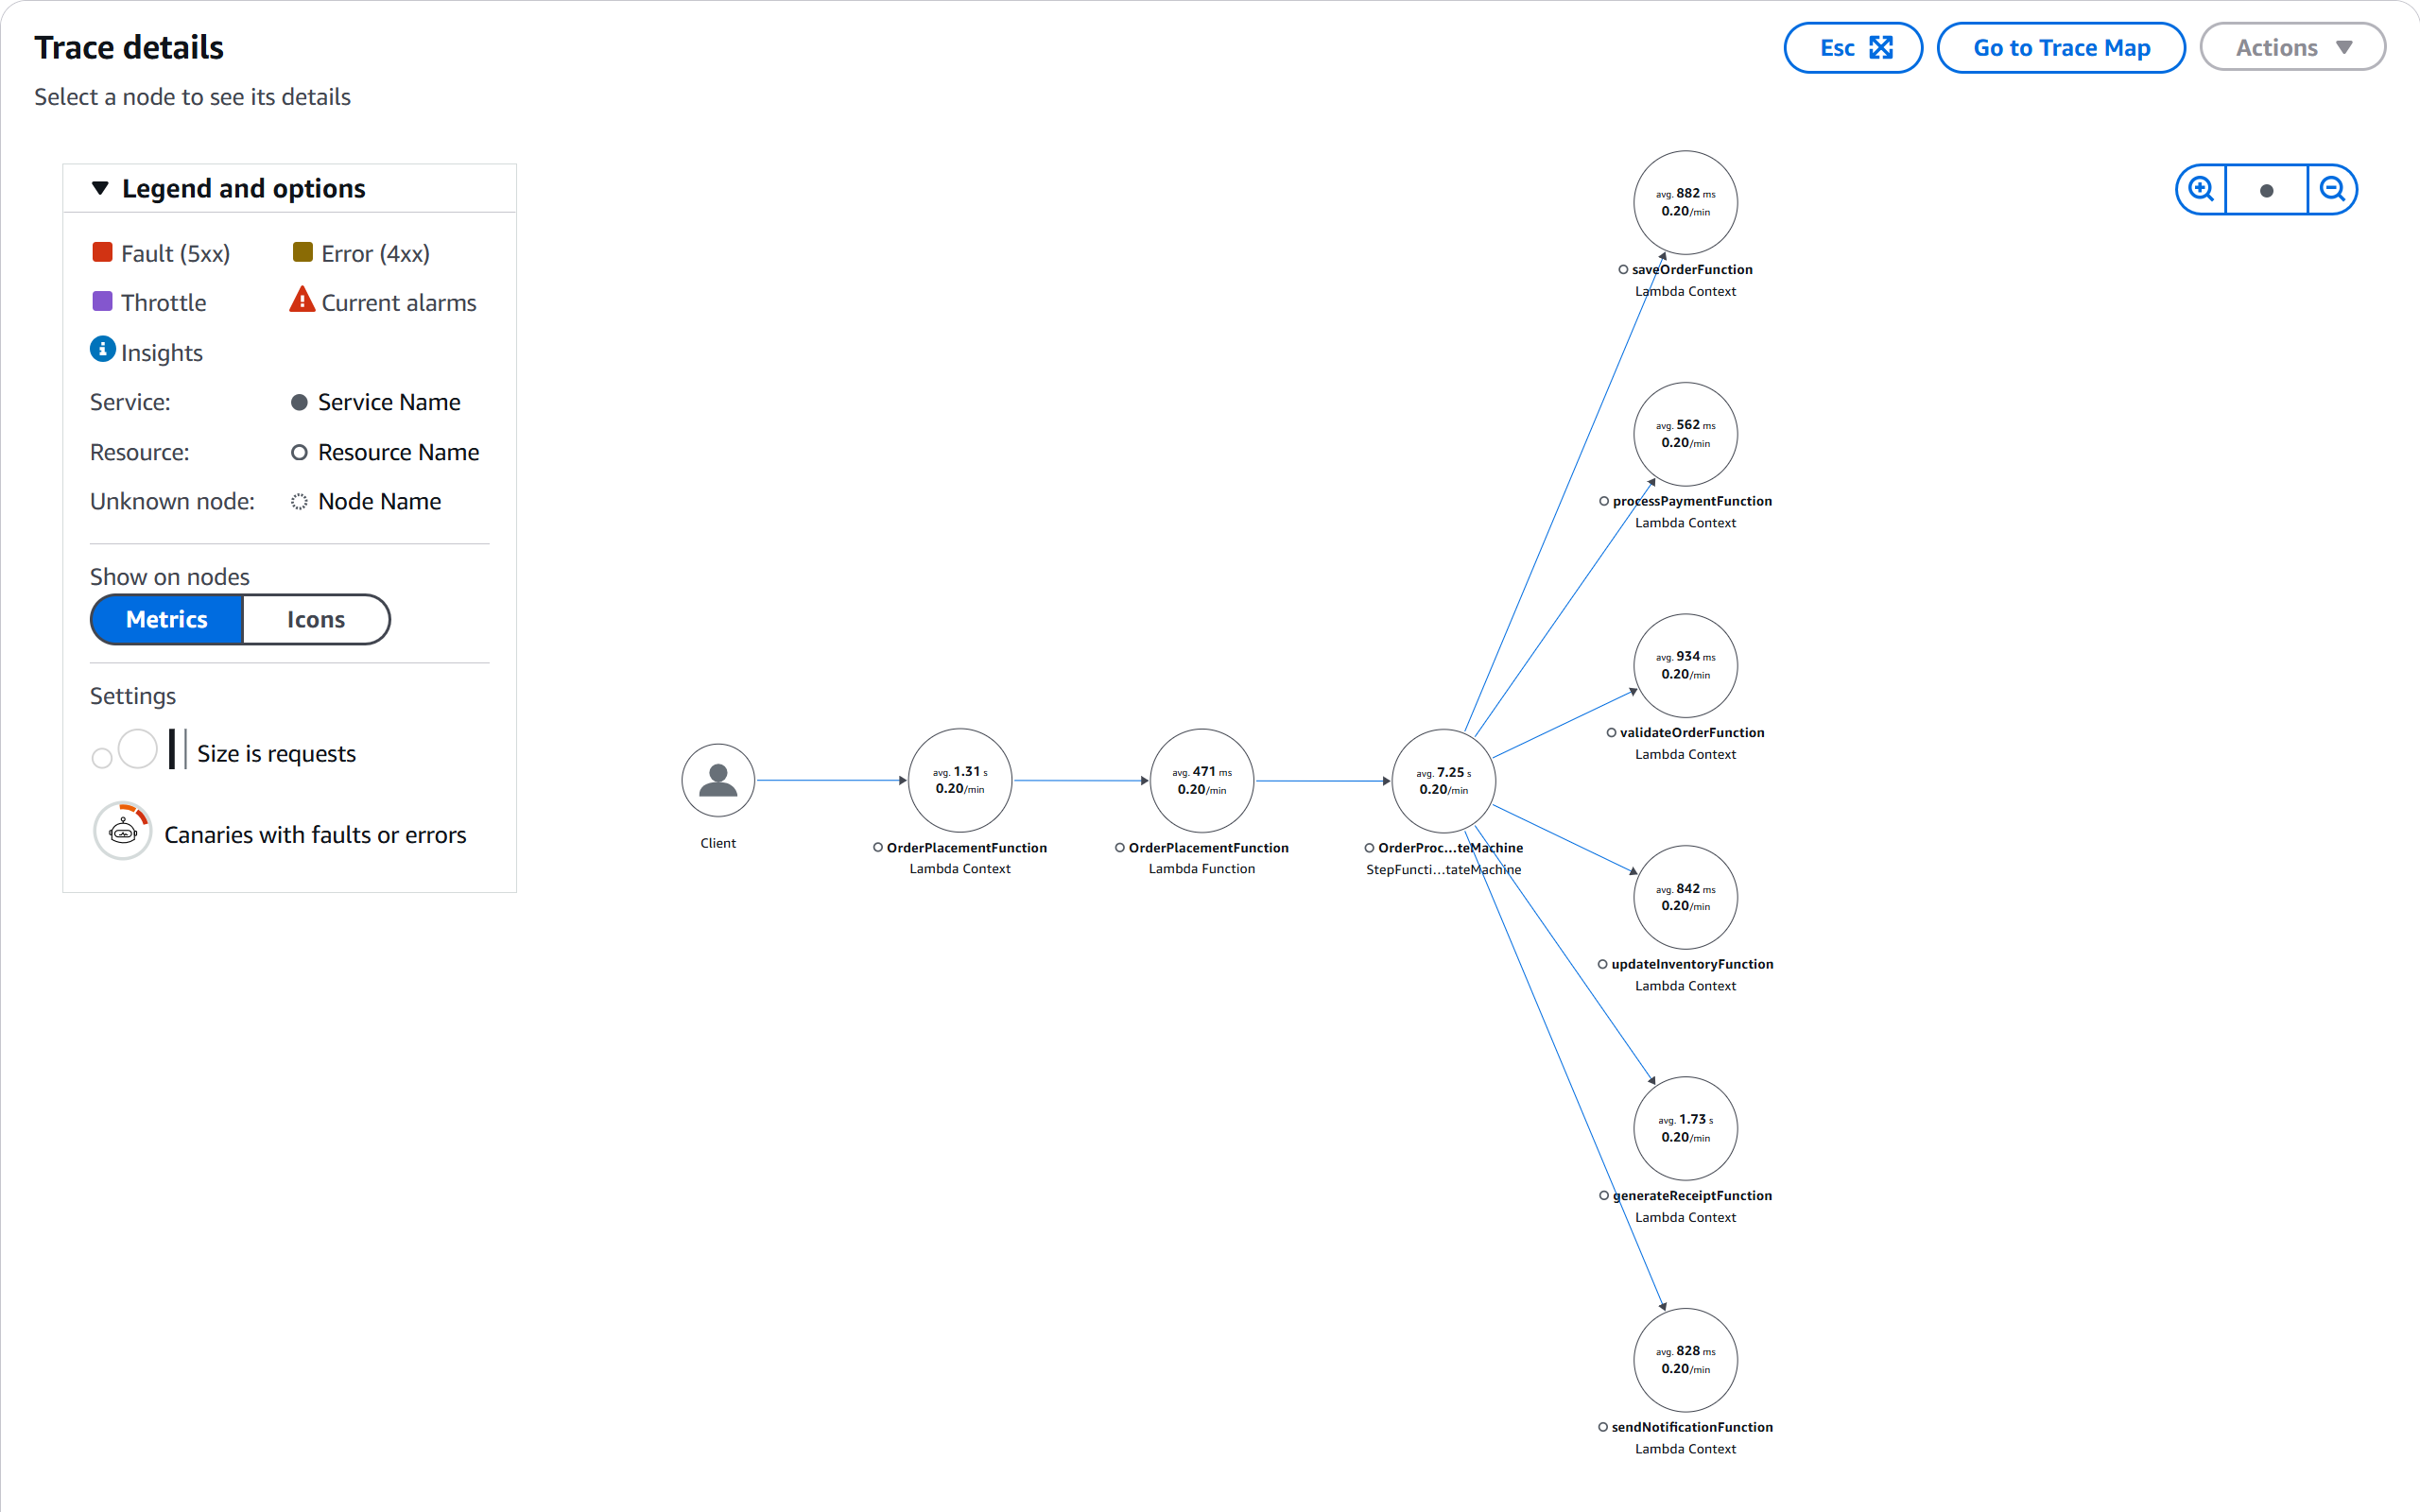 Trace details
Esc
Go to Trace Map
Actions
Select a node to see its details
Legend and options
Fault (5xx)
Error (4xx)
Throttle
Current alarms
Insights
Service:
Service Name
Resource:
Resource Name
Unknown node:
Node Name
Show on nodes
Metrics
Icons
Settings
Size is requests
Canaries with faults or errors
Client
avg. 1.31 s
0.20/min
OrderPlacementFunction
Lambda Context
avg. 471 ms
0.20/min
OrderPlacementFunction
Lambda Function
avg. 7.25 s
0.20/min
OrderProc...teMachine
StepFuncti...tateMachine
avg. 882 ms
0.20/min
saveOrderFunction
Lambda Context
avg. 562 ms
0.20/min
processPaymentFunction
Lambda Context
avg. 934 ms
0.20/min
validateOrderFunction
Lambda Context
avg. 842 ms
0.20/min
updateInventoryFunction
Lambda Context
avg. 1.73 s
0.20/min
generateReceiptFunction
Lambda Context
avg. 828 ms
0.20/min
sendNotificationFunction
Lambda Context